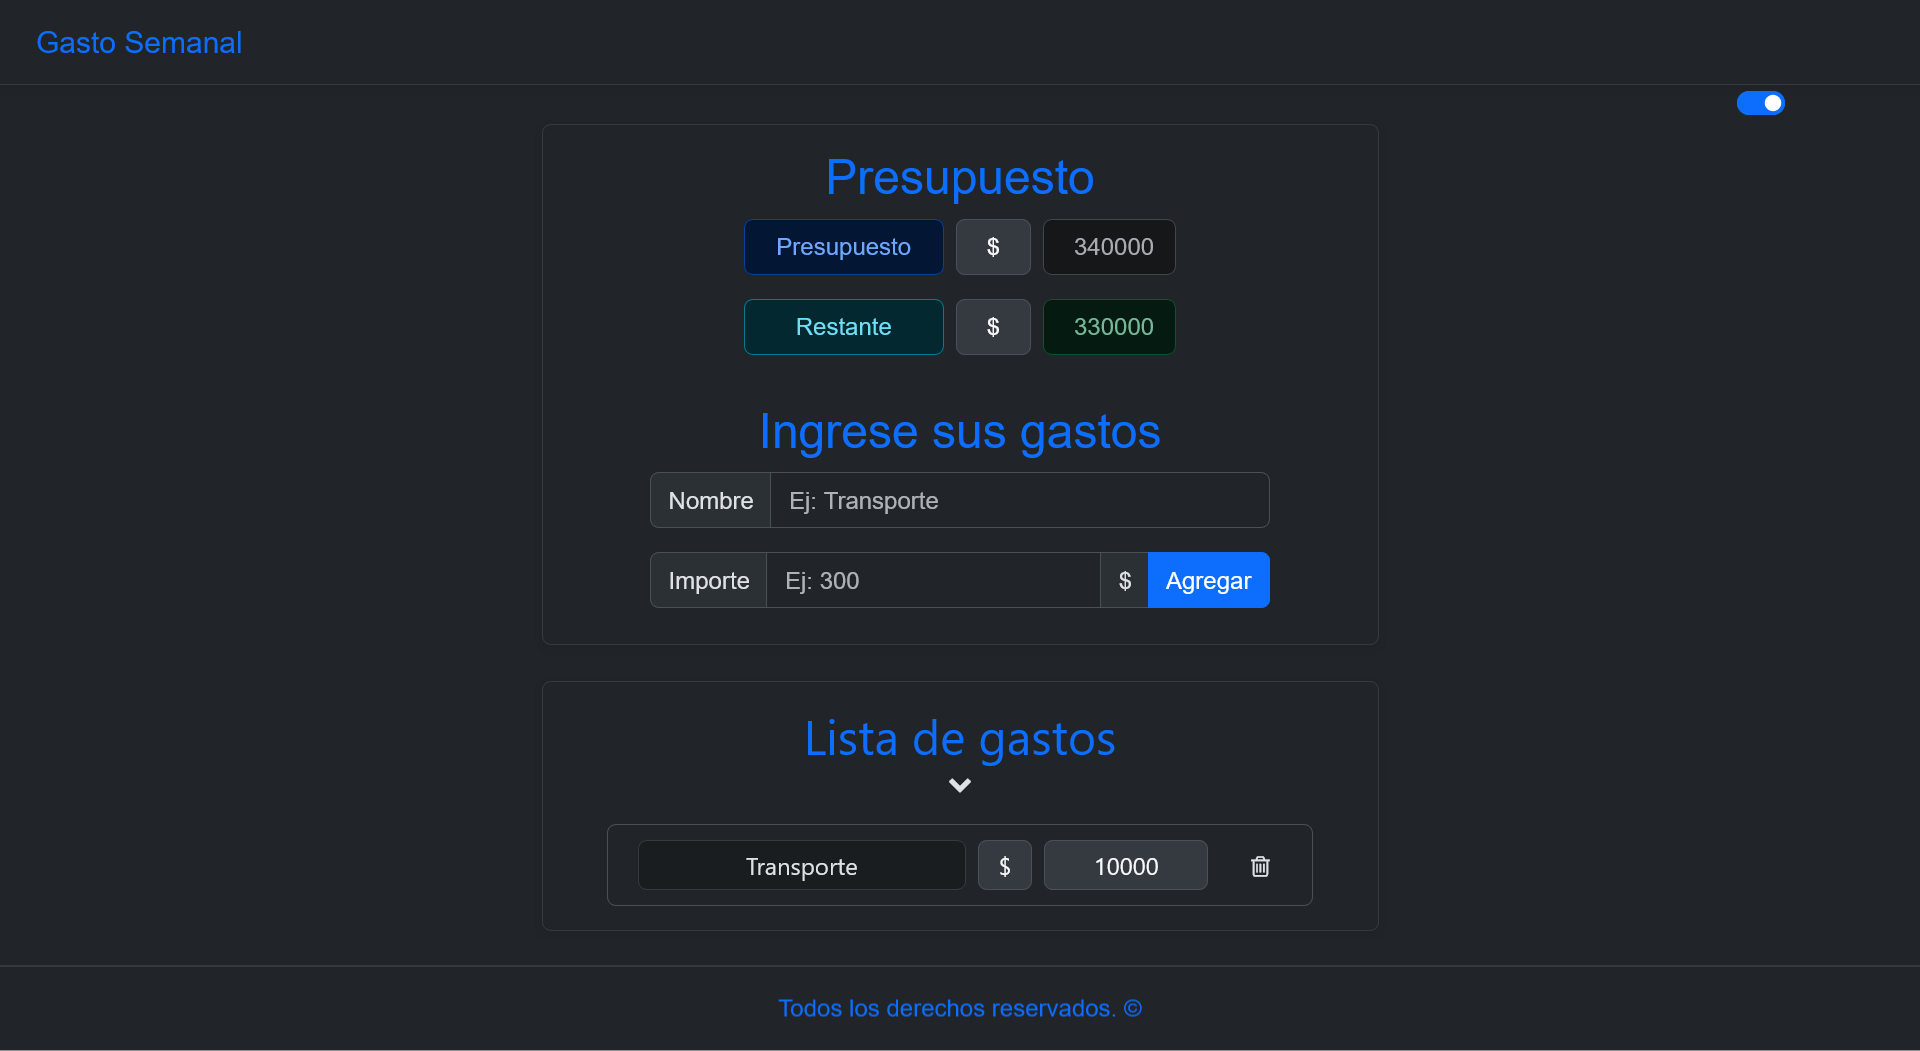 Gasto Semanal
Presupuesto
Presupuesto $ 340000
Restante $ 330000
Ingrese sus gastos
Nombre Ej: Transporte
Importe Ej: 300 $ Agregar
Lista de gastos
Transporte $ 10000
Todos los derechos reservados. ©